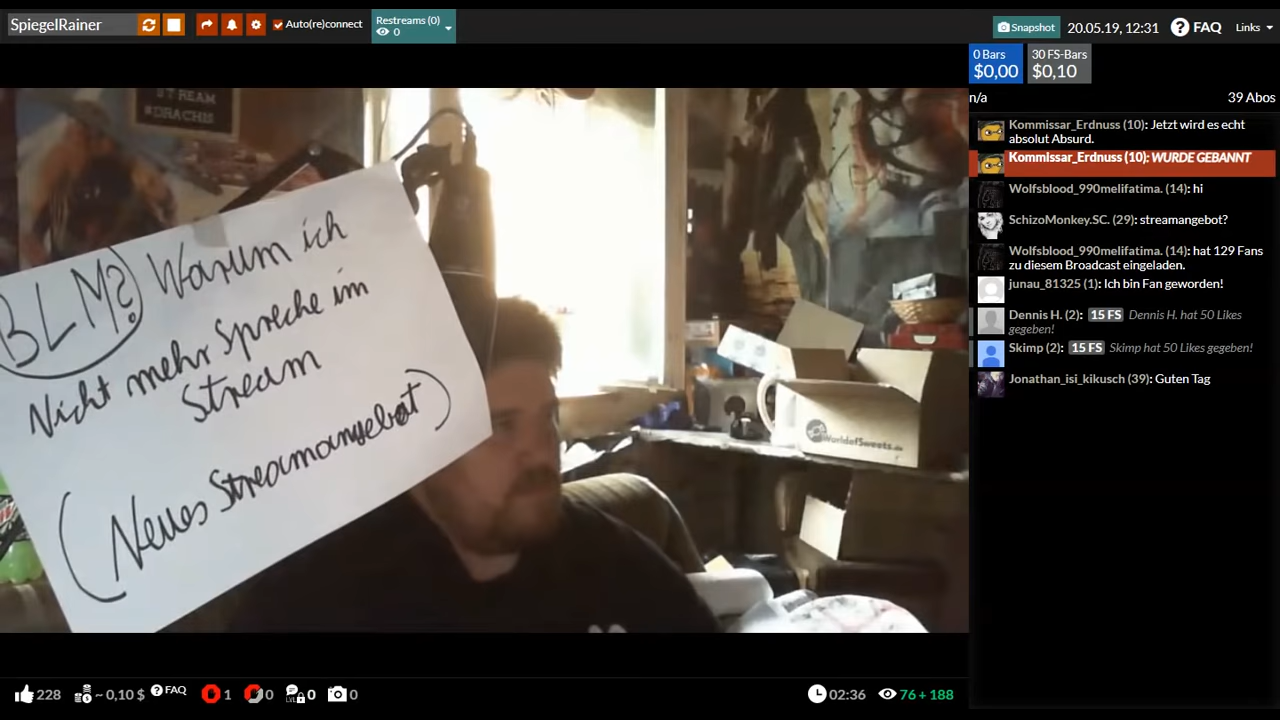 SpiegelRainer
Auto(re)connect
Restreams (0)
0
Snapshot
20.05.19, 12:31
FAQ
Links
0 Bars
$0,00
30 FS-Bars
$0,10
n/a
39 Abos
STREAM
#DRACHIS
BLM? Warum ich
Nicht mehr Spreche im
Stream
(Neues Streamangebot)
WorldofSweets.de
Kommissar_Erdnuss (10): Jetzt wird es echt
absolut Absurd.
Kommissar_Erdnuss (10): WURDE GEBANNT
Wolfsblood_990melifatima. (14): hi
SchizoMonkey.SC. (29): streamangebot?
Wolfsblood_990melifatima. (14): hat 129 Fans
zu diesem Broadcast eingeladen.
junau_81325 (1): Ich bin Fan geworden!
Dennis H. (2): 15 FS Dennis H. hat 50 Likes
gegeben!
Skimp (2): 15 FS Skimp hat 50 Likes gegeben!
Jonathan_isi_kikusch (39): Guten Tag
228
~ 0,10 $
FAQ
1
0
LVL
0
0
02:36
76 + 188